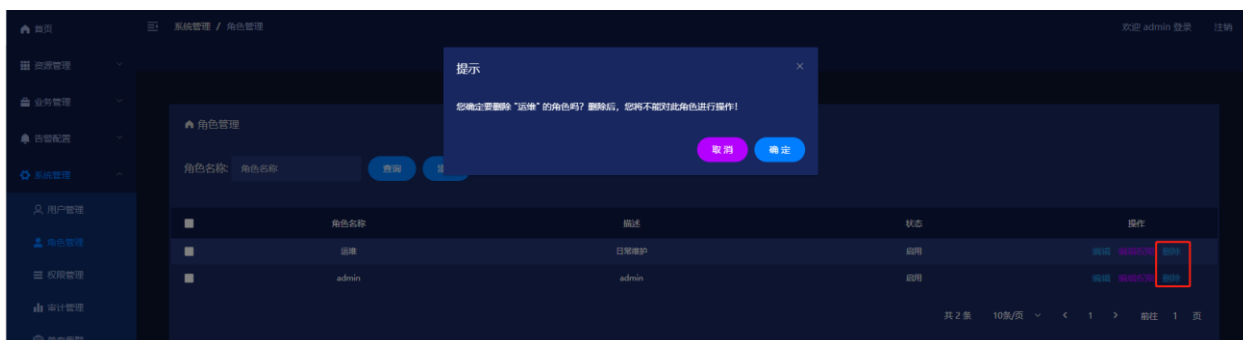 首页
系统管理 / 角色管理
欢迎 admin 登录
注销
资源管理
业务管理
告警配置
系统管理
用户管理
角色管理
权限管理
审计管理
提示
您确定要删除 "运维" 的角色吗? 删除后, 您将不能对此角色进行操作!
取消
确定
角色管理
角色名称:
角色名称
查询
角色名称
描述
状态
操作
运维
日常维护
启用
编辑
删除
admin
admin
启用
编辑
删除
共 2 条
10条/页
1
前往
1
页